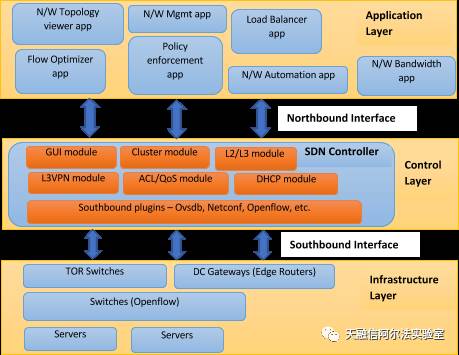 N/W Topology
viewer app
N/W Mgmt app
Load Balancer
app
Application
Layer
Flow Optimizer
app
Policy
enforcement
app
N/W Automation app
N/W Bandwidth
app
Northbound Interface
GUI module
Cluster module
L2/L3 module
SDN Controller
Control
Layer
L3VPN module
ACL/QoS module
DHCP module
Southbound plugins – Ovsdb, Netconf, Openflow, etc.
Southbound Interface
TOR Switches
DC Gateways (Edge Routers)
Infrastructure
Layer
Switches (Openflow)
Servers
Servers
天融信阿尔法实验室